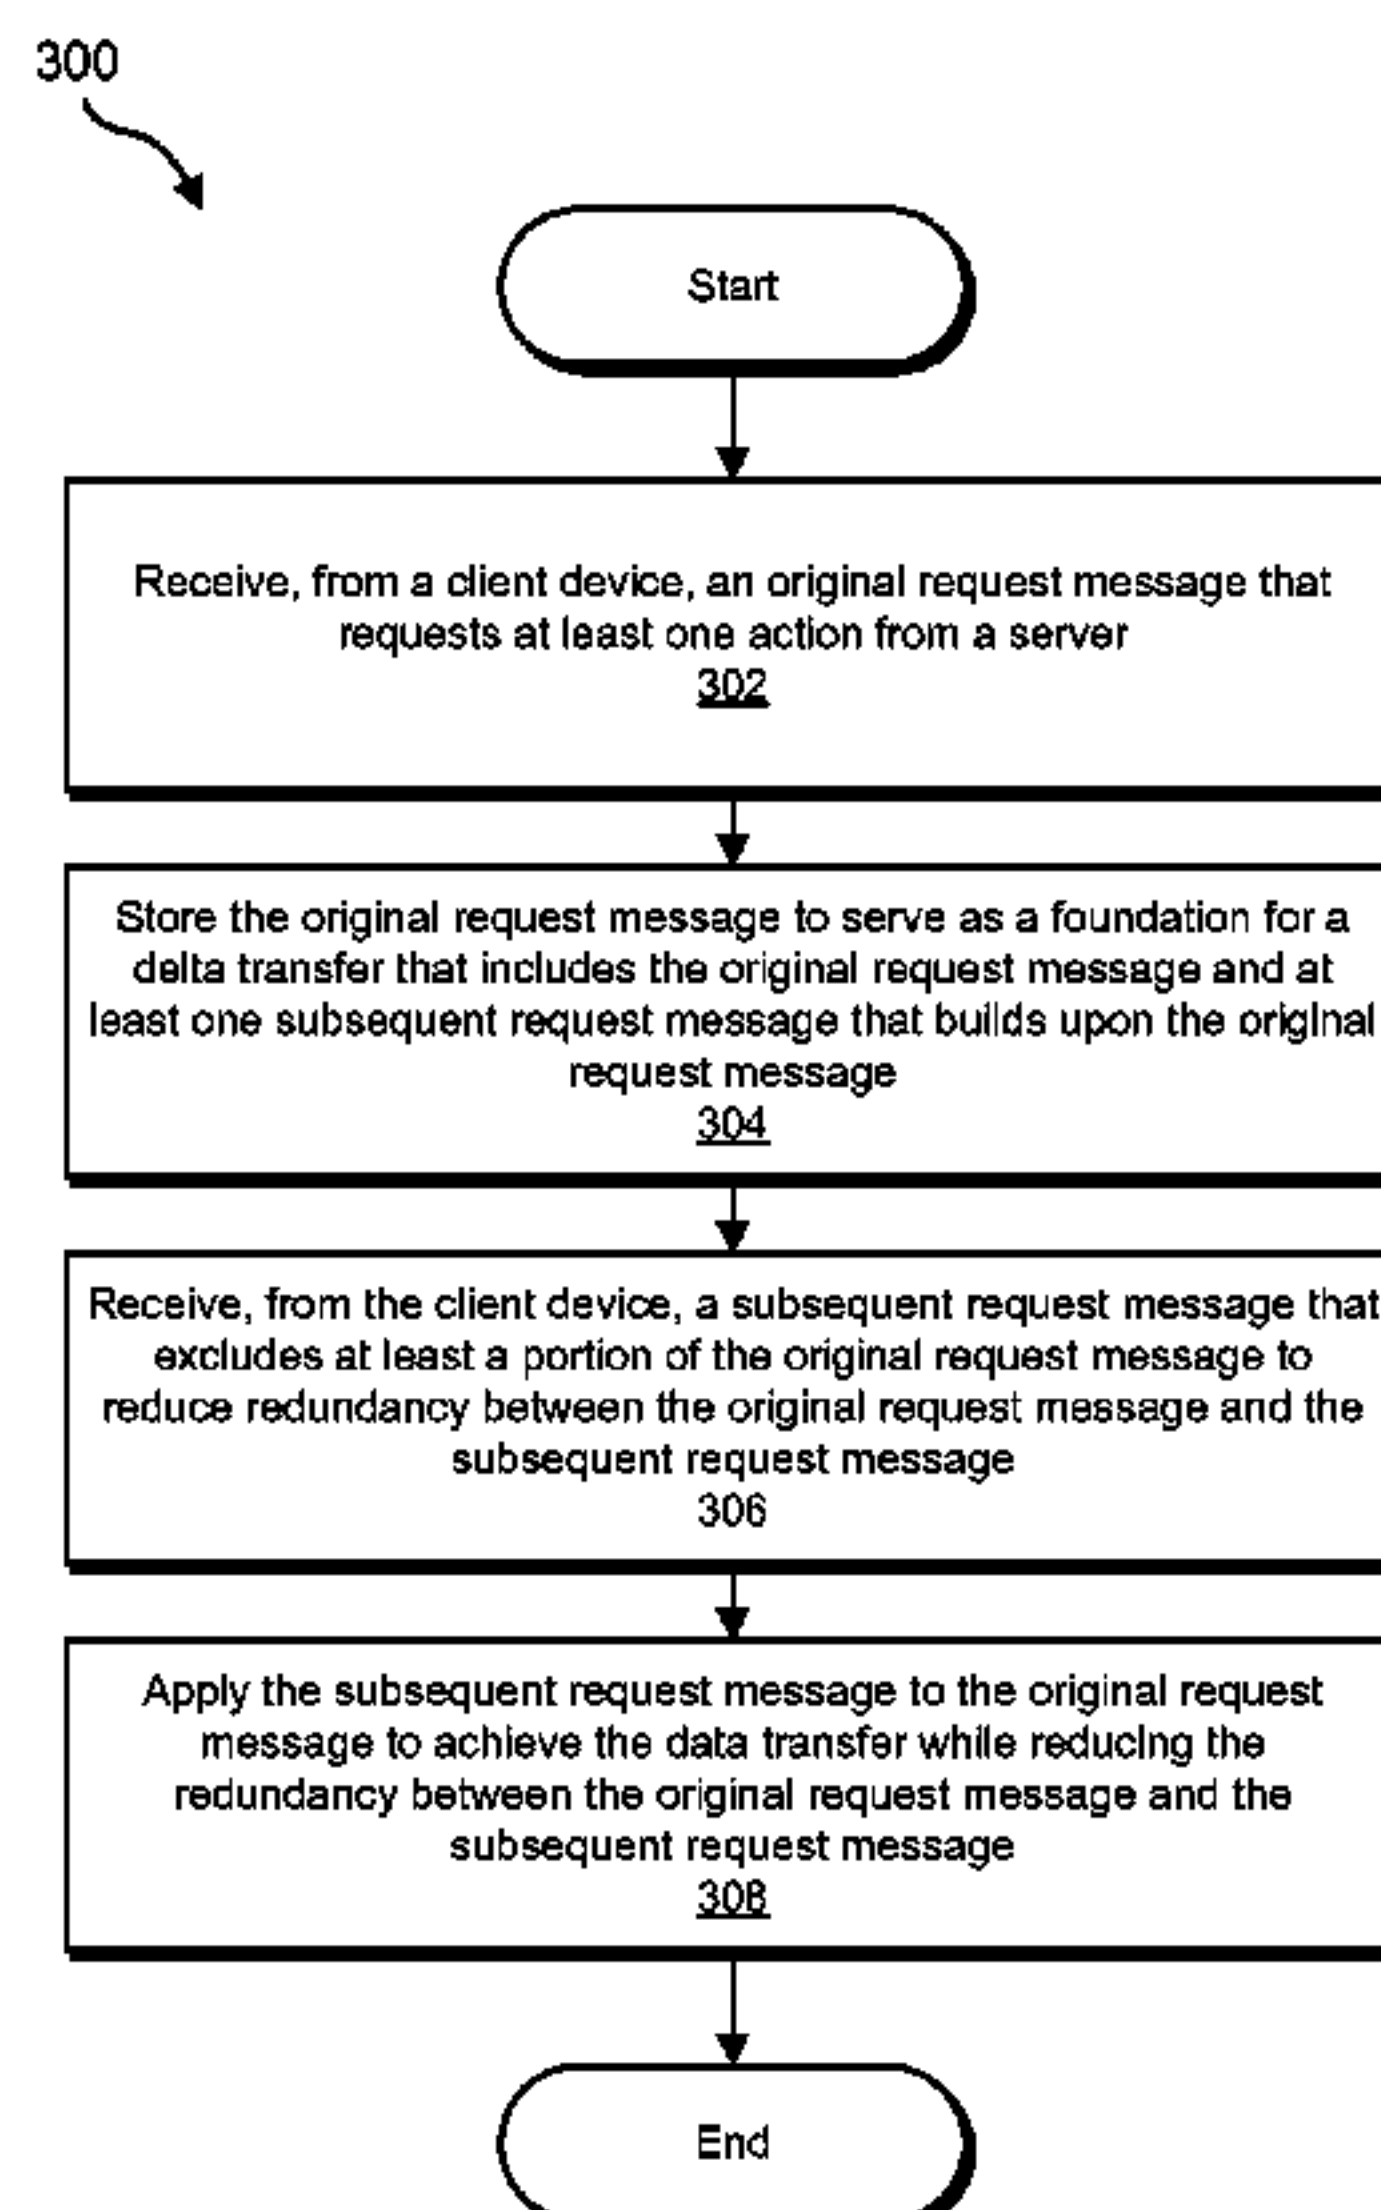 300
Start
Receive, from a client device, an original request message that
requests at least one action from a server
302
Store the original request message to serve as a foundation for a
delta transfer that includes the original request message and at
least one subsequent request message that builds upon the original
request message
304
Receive, from the client device, a subsequent request message that
excludes at least a portion of the original request message to
reduce redundancy between the original request message and the
subsequent request message
306
Apply the subsequent request message to the original request
message to achieve the data transfer while reducing the
redundancy between the original request message and the
subsequent request message
308
End